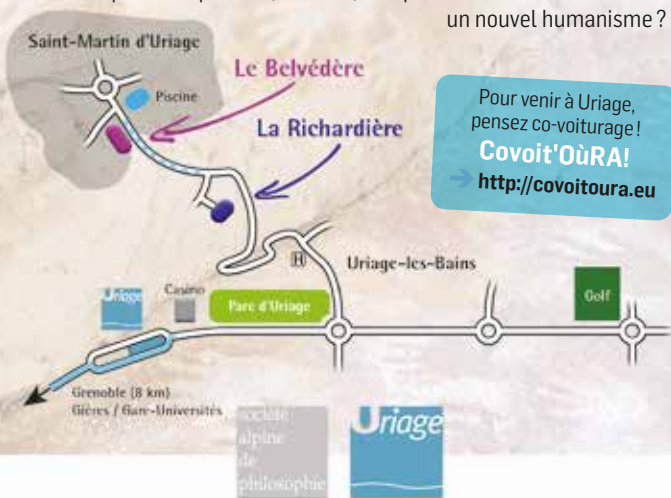 un nouvel humanisme ?
Saint-Martin d'Uriage
Piscine
Le Belvédère
La Richardière
Pour venir à Uriage,
pensez co-voiturage !
Covoit'OùRA!
http://covoitoura.eu
H
Uriage-les-Bains
Uriage
Casino
Parc d'Uriage
Golf
Grenoble (8 km)
Gières / Gare-Universités
société
alpine
de
philosophie
Uriage